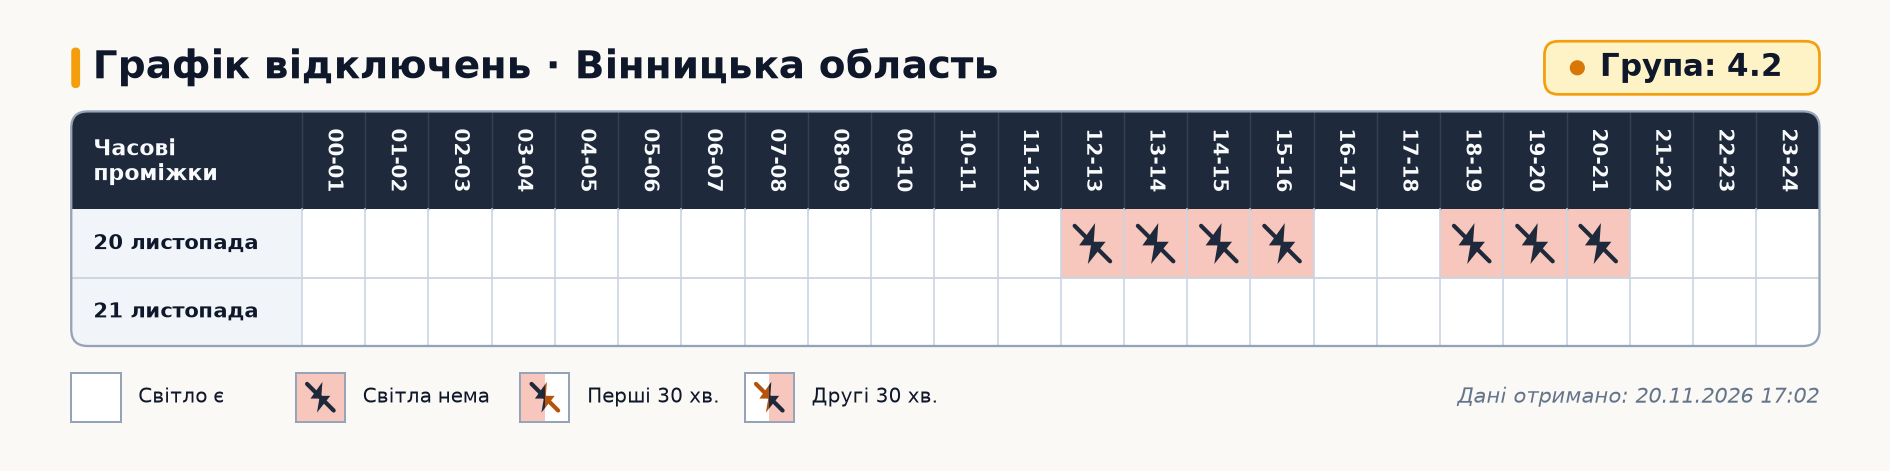 Графік відключень · Вінницька область
Група: 4.2
Часові
проміжки
00-01 01-02 02-03 03-04 04-05 05-06 06-07 07-08 08-09 09-10 10-11 11-12 12-13 13-14 14-15 15-16 16-17 17-18 18-19 19-20 20-21 21-22 22-23 23-24
20 листопада
21 листопада
Світло є
Світла нема
Перші 30 хв.
Другі 30 хв.
Дані отримано: 20.11.2026 17:02